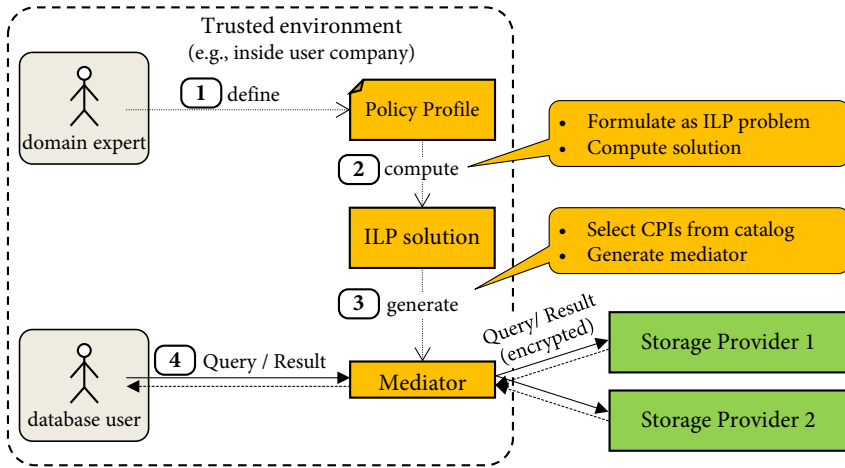 Trusted environment
(e.g., inside user company)
1 define
Policy Profile
domain expert
• Formulate as ILP problem
• Compute solution
2 compute
ILP solution
• Select CPIs from catalog
• Generate mediator
3 generate
Query/ Result
(encrypted)
Storage Provider 1
4 Query / Result
Mediator
database user
Storage Provider 2